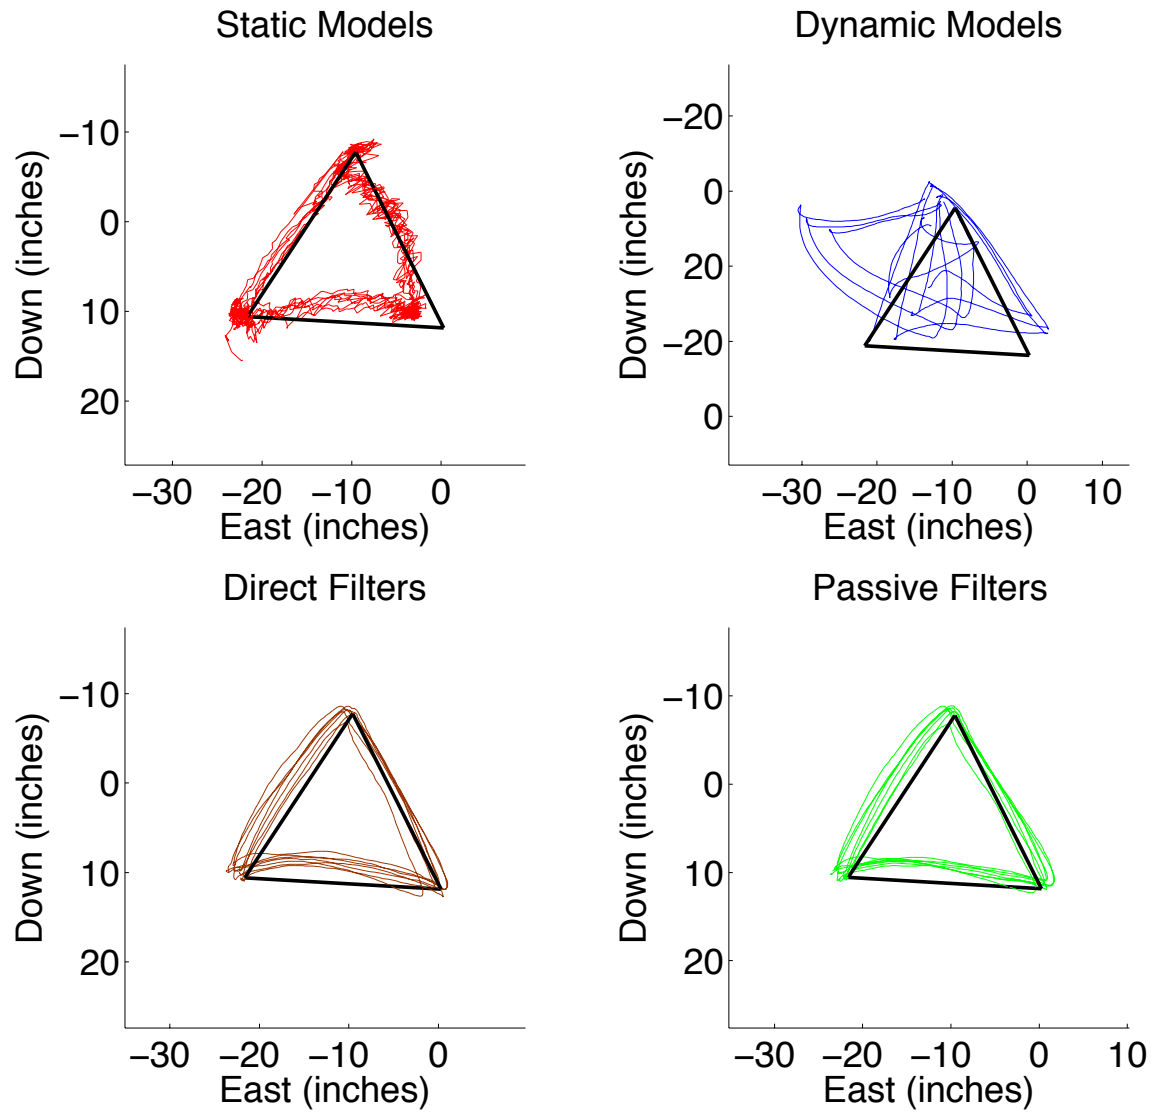 Static Models
Down (inches)
−10
0
10
20
−30 −20 −10 0
East (inches)
Dynamic Models
Down (inches)
−20
0
20
−20
0
−30 −20 −10 0 10
East (inches)
Direct Filters
Down (inches)
−10
0
10
20
−30 −20 −10 0
East (inches)
Passive Filters
Down (inches)
−10
0
10
20
−30 −20 −10 0 10
East (inches)